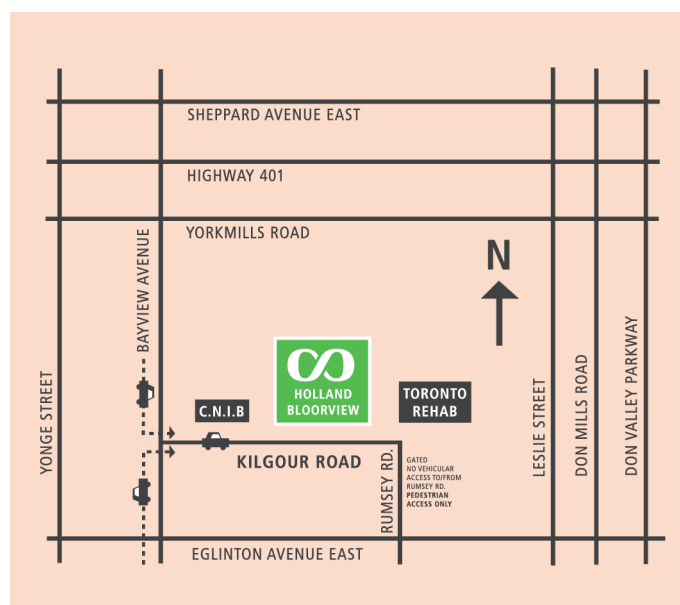 SHEPPARD AVENUE EAST
HIGHWAY 401
YORKMILLS ROAD
BAYVIEW AVENUE
N
HOLLAND
BLOORVIEW
C.N.I.B
TORONTO
REHAB
KILGOUR ROAD
YONGE STREET
RUMSEY RD.
GATED
NO VEHICULAR
ACCESS TO/FROM
RUMSEY RD.
PEDESTRIAN
ACCESS ONLY
LESLIE STREET
DON MILLS ROAD
DON VALLEY PARKWAY
EGLINTON AVENUE EAST